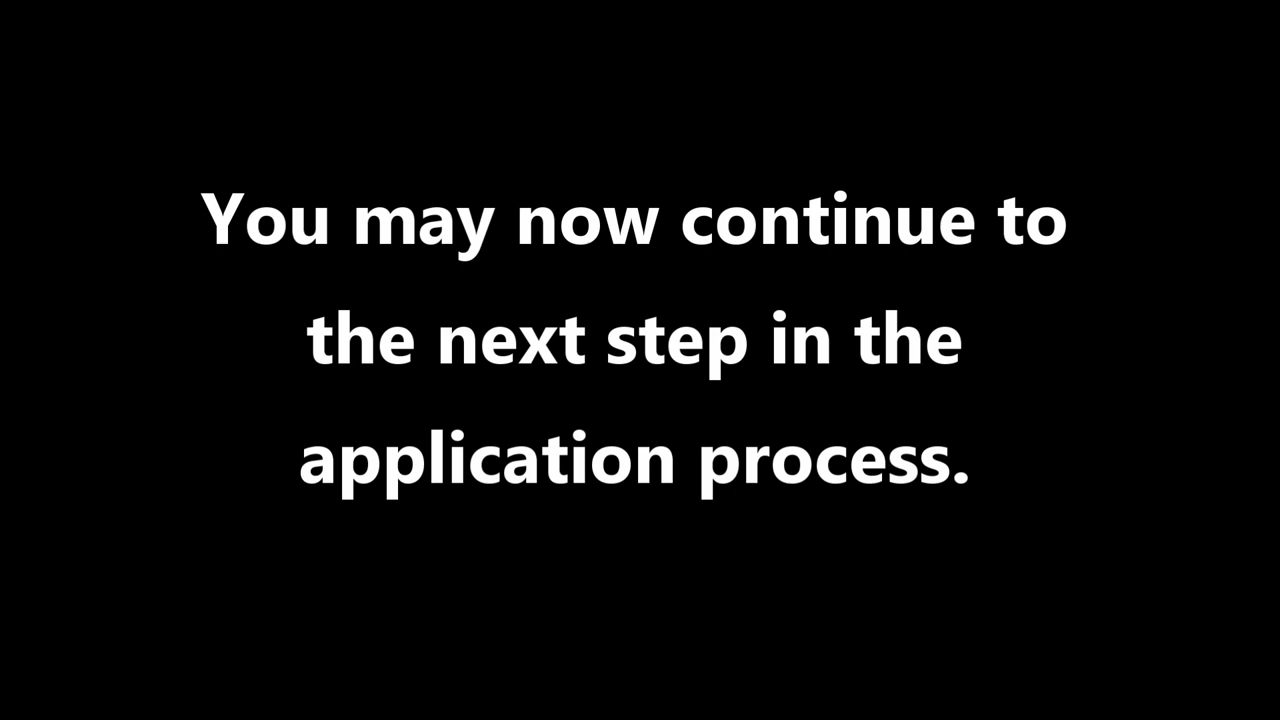 You may now continue to
the next step in the
application process.